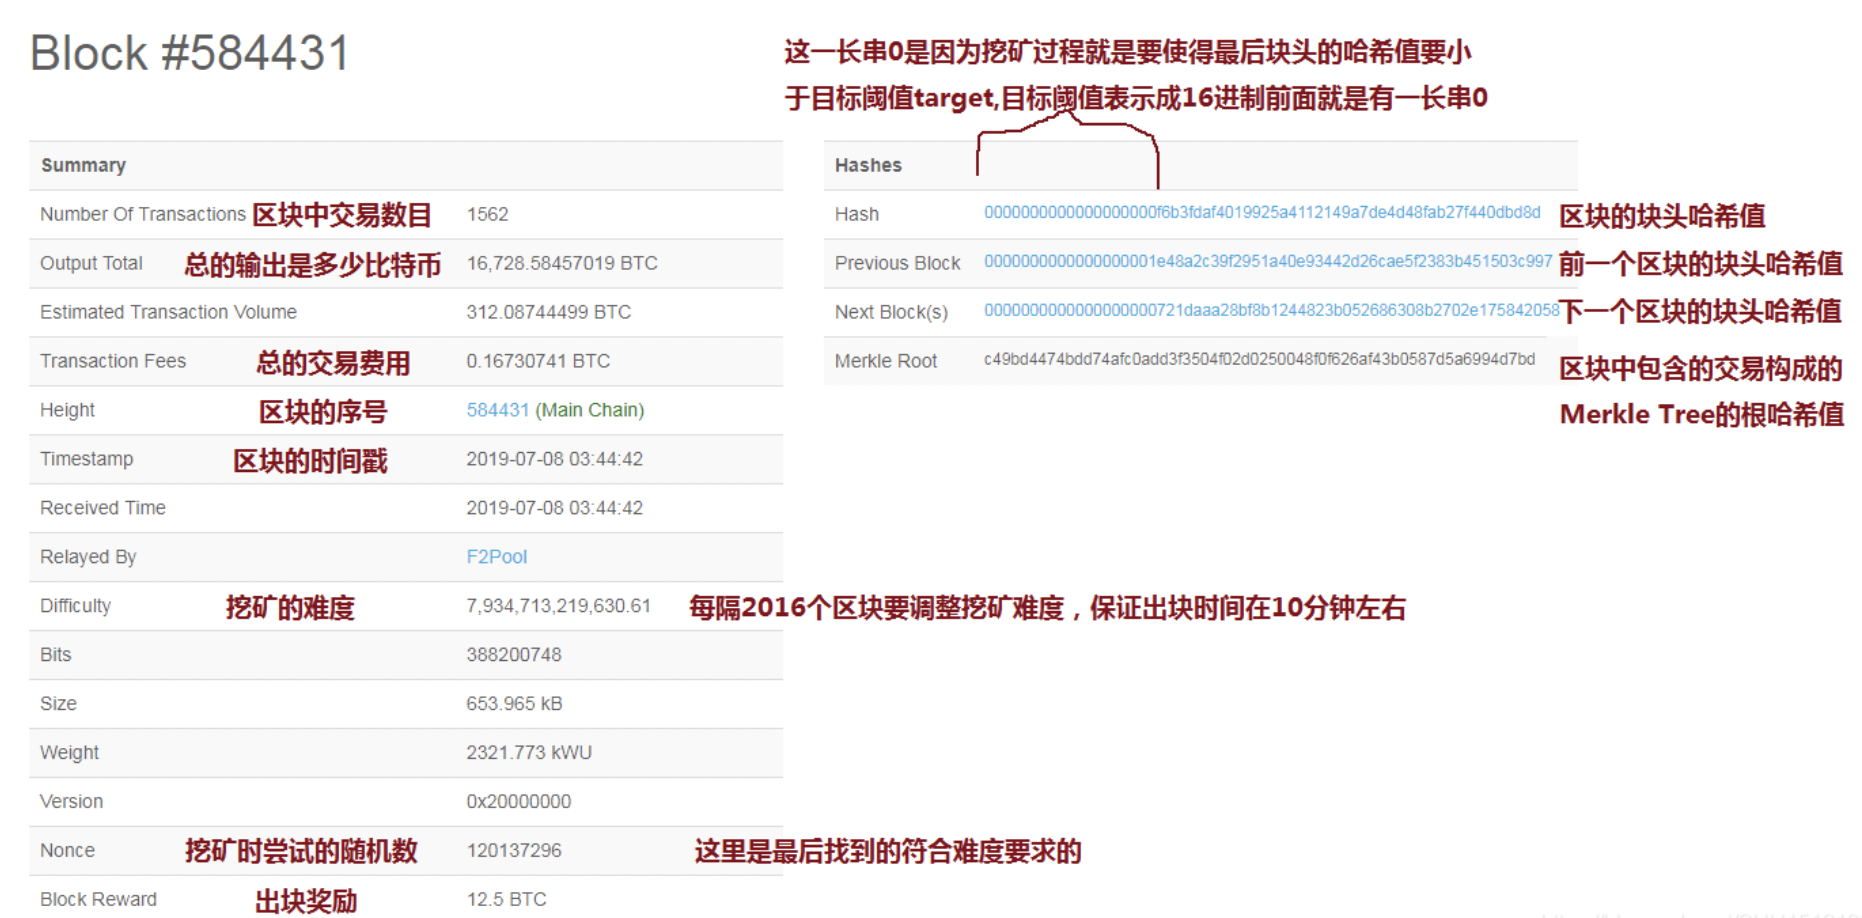 Block #584431
这一长串0是因为挖矿过程就是要使得最后块头的哈希值要小
于目标阈值target,目标阈值表示成16进制前面就是有一长串0
Summary
Number Of Transactions 区块中交易数目 1562
Output Total 总的输出是多少比特币 16,728.58457019 BTC
Estimated Transaction Volume 312.08744499 BTC
Transaction Fees 总的交易费用 0.16730741 BTC
Height 区块的序号 584431 (Main Chain)
Timestamp 区块的时间戳 2019-07-08 03:44:42
Received Time 2019-07-08 03:44:42
Relayed By F2Pool
Difficulty 挖矿的难度 7,934,713,219,630.61 每隔2016个区块要调整挖矿难度，保证出块时间在10分钟左右
Bits 388200748
Size 653.965 kB
Weight 2321.773 kWU
Version 0x20000000
Nonce 挖矿时尝试的随机数 120137296 这里是最后找到的符合难度要求的
Block Reward 出块奖励 12.5 BTC
Hashes
Hash 0000000000000000000f6b3fdaf4019925a4112149a7de4d48fab27f440dbd8d 区块的块头哈希值
Previous Block 0000000000000000001e48a2c39f2951a40e93442d26cae5f2383b451503c997 前一个区块的块头哈希值
Next Block(s) 0000000000000000000721daaa28bf8b1244823b052686308b2702e175842058 下一个区块的块头哈希值
Merkle Root c49bd4474bdd74afc0add3f3504f02d0250048f0f626af43b0587d5a6994d7bd 区块中包含的交易构成的
Merkle Tree的根哈希值